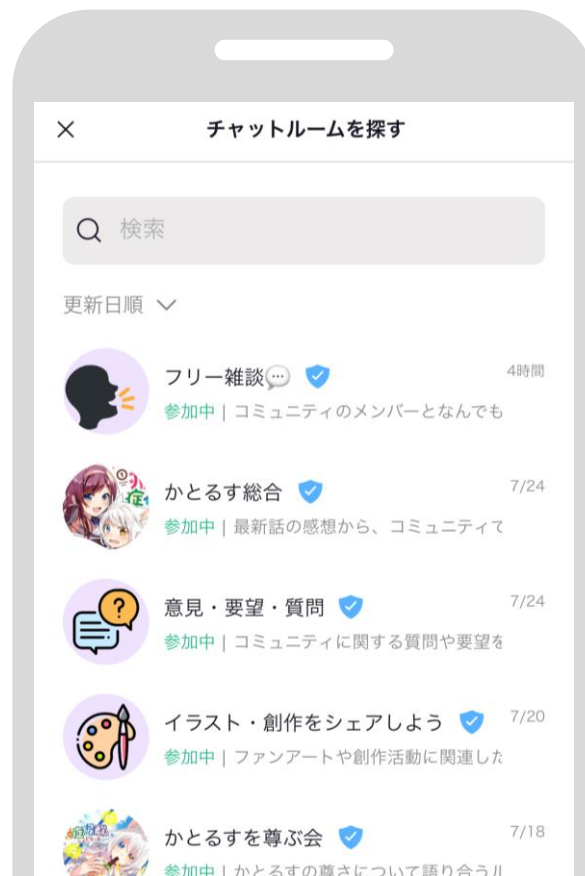 チャットルームを探す
検索
更新日順
フリー雑談💬
4時間
参加中 | コミュニティのメンバーとなんでも
かとるす総合
7/24
参加中 | 最新話の感想から、コミュニティて
意見・要望・質問
7/24
参加中 | コミュニティに関する質問や要望を
イラスト・創作をシェアしよう
7/20
参加中 | ファンアートや創作活動に関連した
かとるすを尊ぶ会
7/18
参加中 | かとるすの尊さについて語り合う